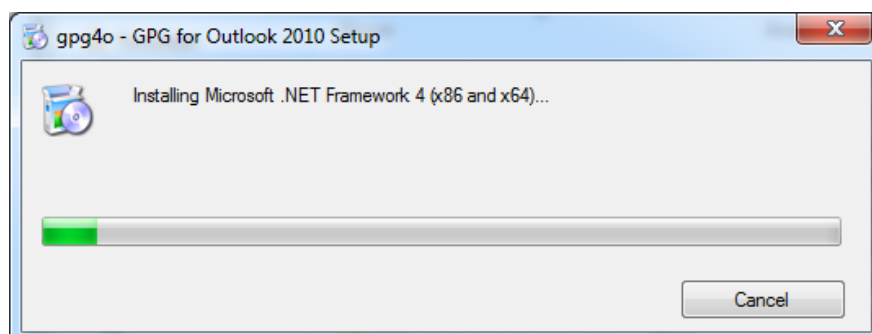 gpg4o - GPG for Outlook 2010 Setup
Installing Microsoft .NET Framework 4 (x86 and x64)...
Cancel